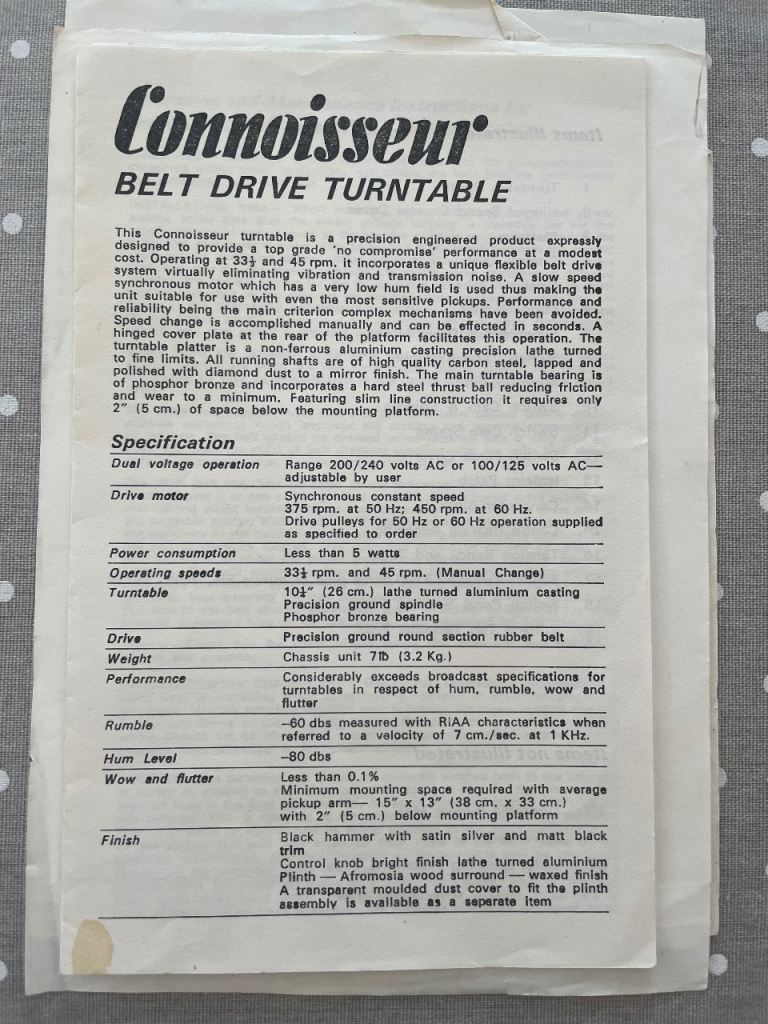 Connoisseur
BELT DRIVE TURNTABLE
This Connoisseur turntable is a precision engineered product expressly
designed to provide a top grade 'no compromise' performance at a modest
cost. Operating at 33⅓ and 45 rpm. it incorporates a unique flexible belt drive
system virtually eliminating vibration and transmission noise. A slow speed
synchronous motor which has a very low hum field is used thus making the
unit suitable for use with even the most sensitive pickups. Performance and
reliability being the main criterion complex mechanisms have been avoided.
Speed change is accomplished manually and can be effected in seconds. A
hinged cover plate at the rear of the platform facilitates this operation. The
turntable platter is a non-ferrous aluminium casting precision lathe turned
to fine limits. All running shafts are of high quality carbon steel, lapped and
polished with diamond dust to a mirror finish. The main turntable bearing is
of phosphor bronze and incorporates a hard steel thrust ball reducing friction
and wear to a minimum. Featuring slim line construction it requires only
2" (5 cm.) of space below the mounting platform.
Specification
Dual voltage operation Range 200/240 volts AC or 100/125 volts AC—
adjustable by user
Drive motor Synchronous constant speed
375 rpm. at 50 Hz; 450 rpm. at 60 Hz.
Drive pulleys for 50 Hz or 60 Hz operation supplied
as specified to order
Power consumption Less than 5 watts
Operating speeds 33⅓ rpm. and 45 rpm. (Manual Change)
Turntable 10¼" (26 cm.) lathe turned aluminium casting
Precision ground spindle
Phosphor bronze bearing
Drive Precision ground round section rubber belt
Weight Chassis unit 7lb (3.2 Kg.)
Performance Considerably exceeds broadcast specifications for
turntables in respect of hum, rumble, wow and
flutter
Rumble —60 dbs measured with RIAA characteristics when
referred to a velocity of 7 cm./sec. at 1 KHz.
Hum Level —80 dbs
Wow and flutter Less than 0.1%
Minimum mounting space required with average
pickup arm— 15" x 13" (38 cm. x 33 cm.)
with 2" (5 cm.) below mounting platform
Finish Black hammer with satin silver and matt black
trim
Control knob bright finish lathe turned aluminium
Plinth — Afromosia wood surround — waxed finish
A transparent moulded dust cover to fit the plinth
assembly is available as a separate item